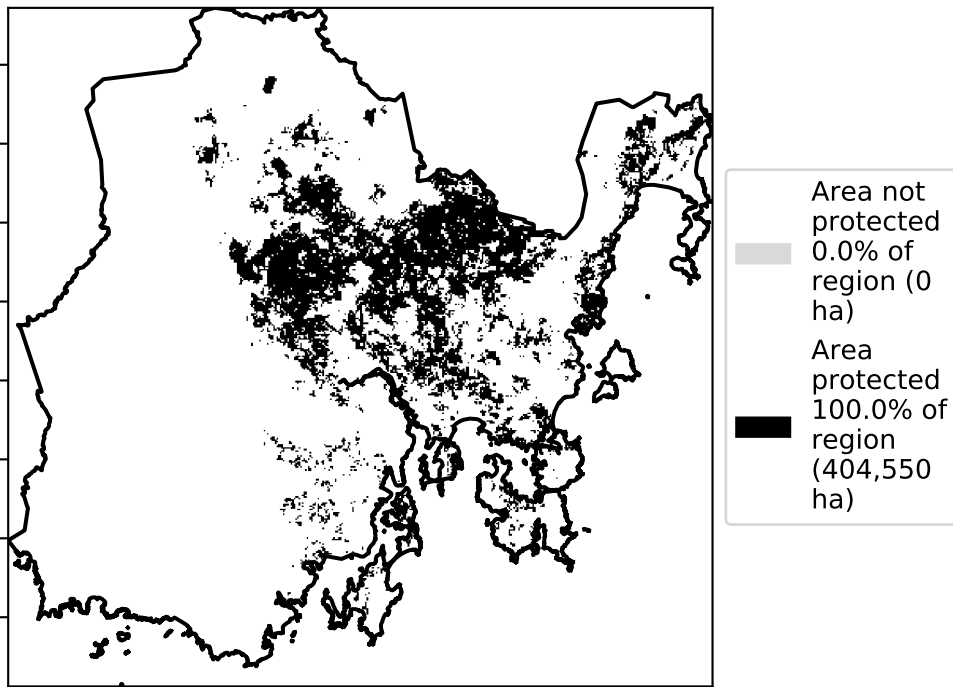 Area not
protected
0.0% of
region (0
ha)
Area
protected
100.0% of
region
(404,550
ha)